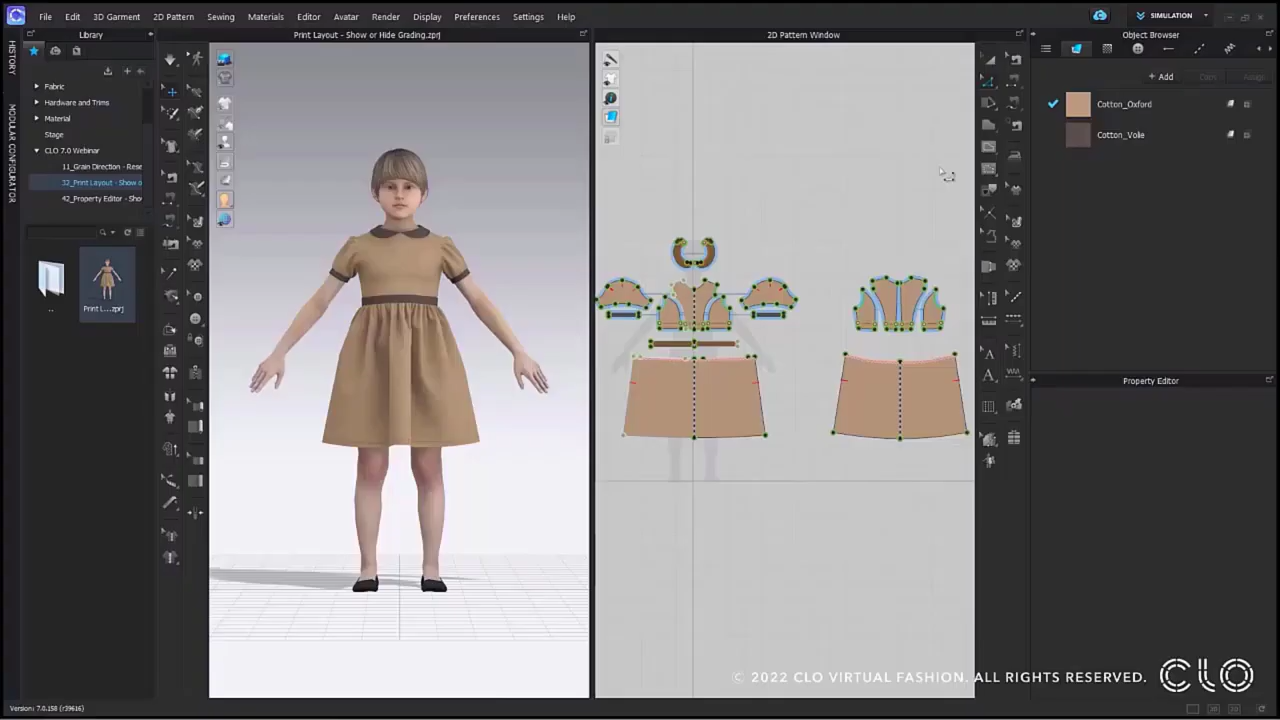 File Edit 3D Garment 2D Pattern Sewing Materials Editor Avatar Render Display Preferences Settings Help
SIMULATION
Library
Print Layout - Show or Hide Grading.zprj
2D Pattern Window
Object Browser
HISTORY
MODULAR CONFIGURATOR
Fabric
Hardware and Trims
Material
Stage
CLO 7.0 Webinar
11_Grain Direction - Rese
33_Print Layout - Show o
42_Property Editor - Sho
..
Print L....zprj
+ Add
Cotton_Oxford
Cotton_Voile
Property Editor
© 2022 CLO VIRTUAL FASHION. ALL RIGHTS RESERVED. CLO
Version: 7.0.158 (r39616)